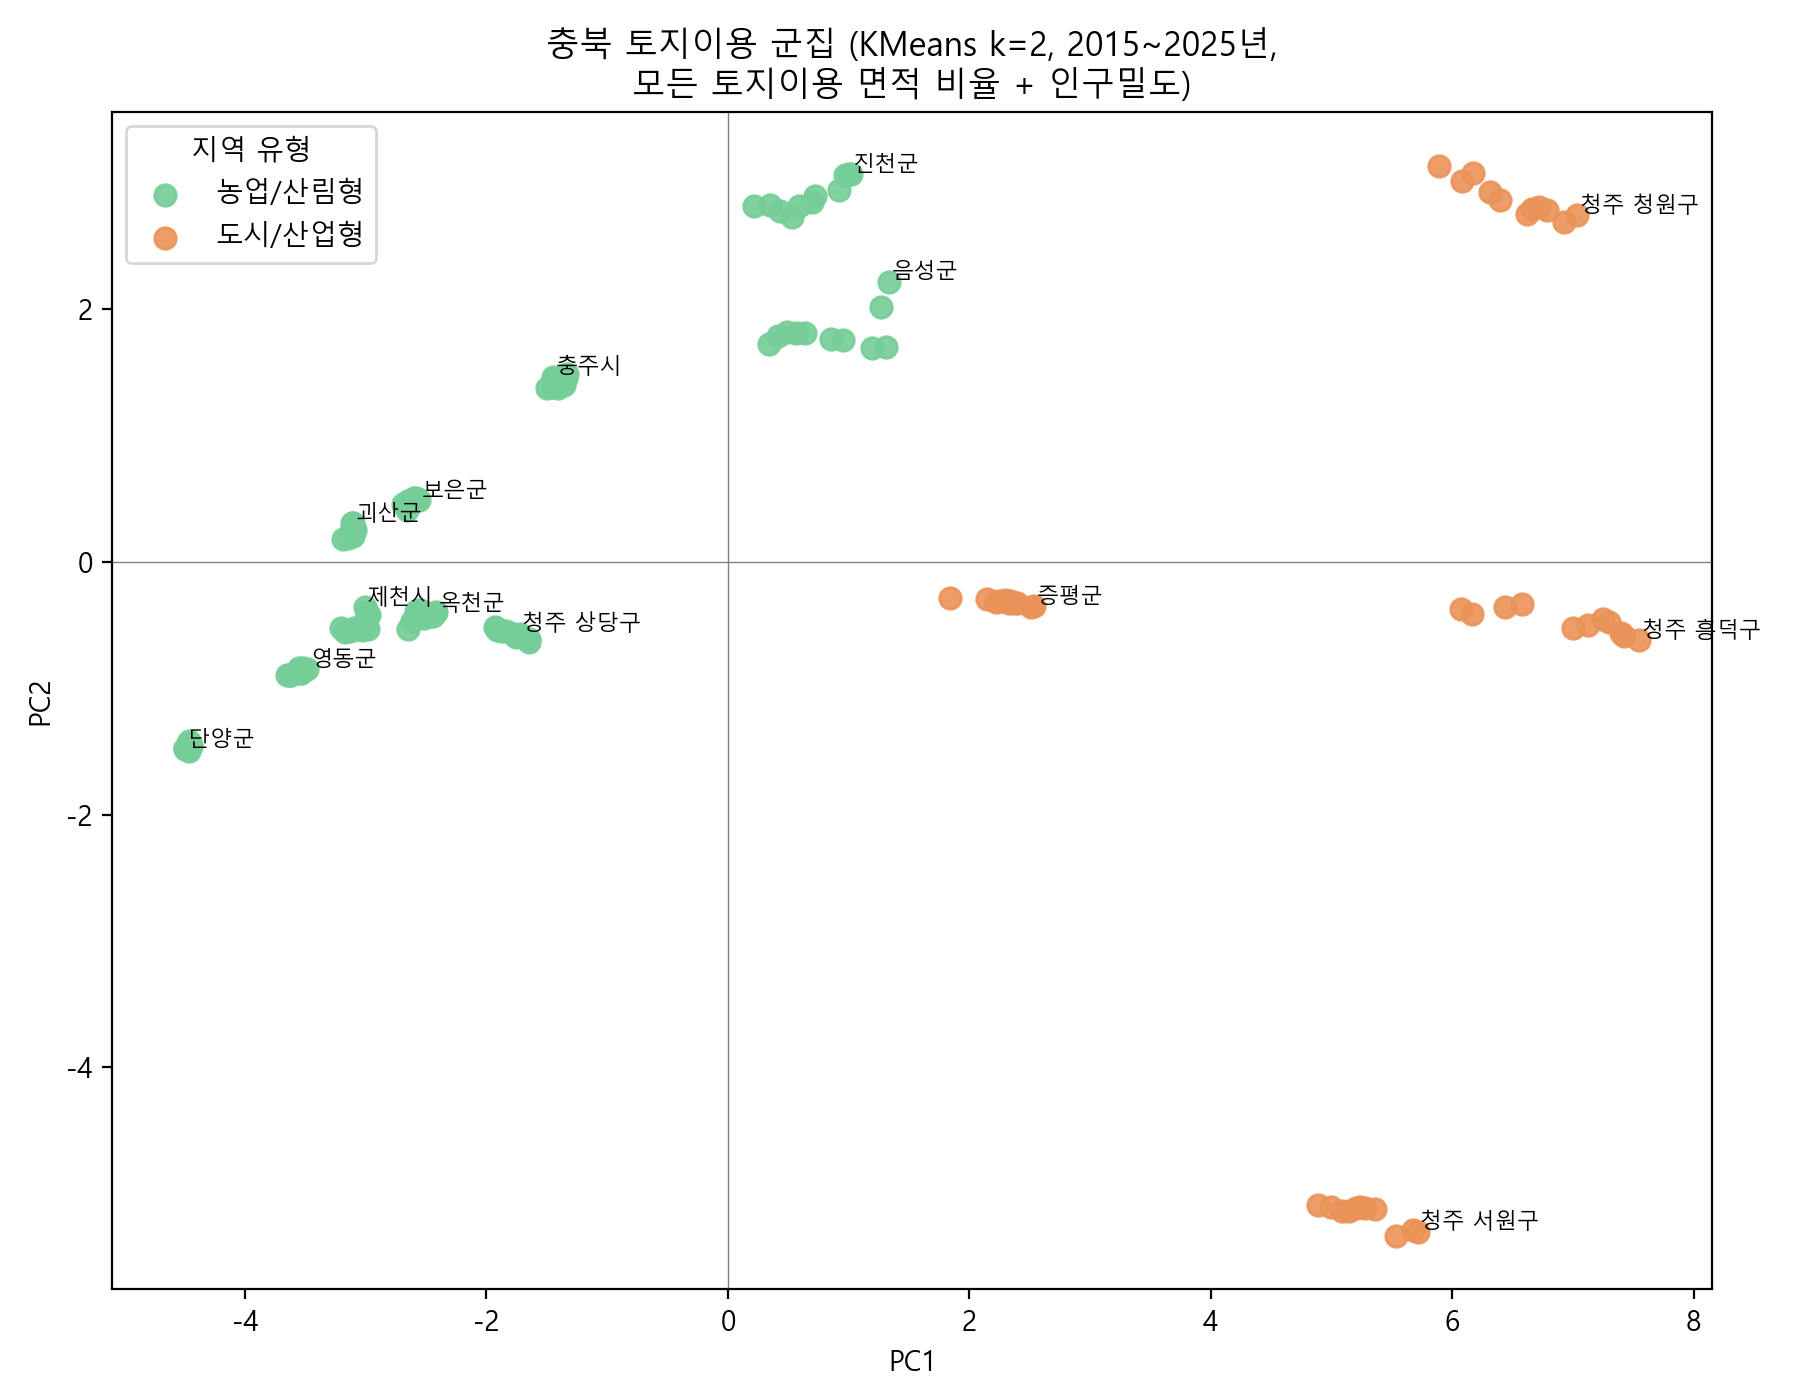 충북 토지이용 군집 (KMeans k=2, 2015~2025년,
모든 토지이용 면적 비율 + 인구밀도)
지역 유형
농업/산림형
도시/산업형
진천군
청주 청원구
음성군
충주시
보은군
괴산군
제천시
옥천군
증평군
청주 상당구
청주 흥덕구
영동군
단양군
청주 서원구
2
0
-2
-4
PC2
-4
-2
0
2
4
6
8
PC1